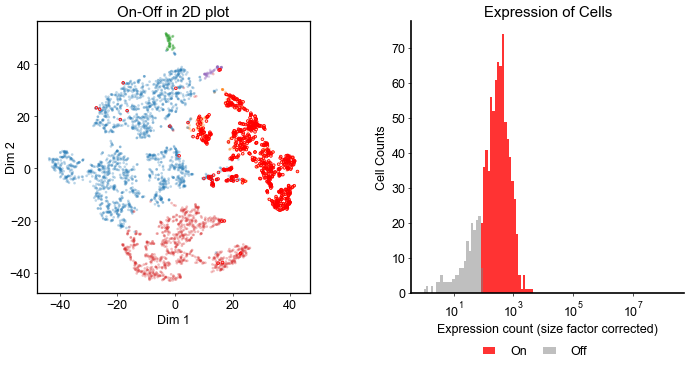 On-Off in 2D plot
Expression of Cells
Dim 2
40
20
0
−20
−40
−40
−20
0
20
40
Dim 1
Cell Counts
70
60
50
40
30
20
10
0
10^1
10^3
10^5
10^7
Expression count (size factor corrected)
On
Off